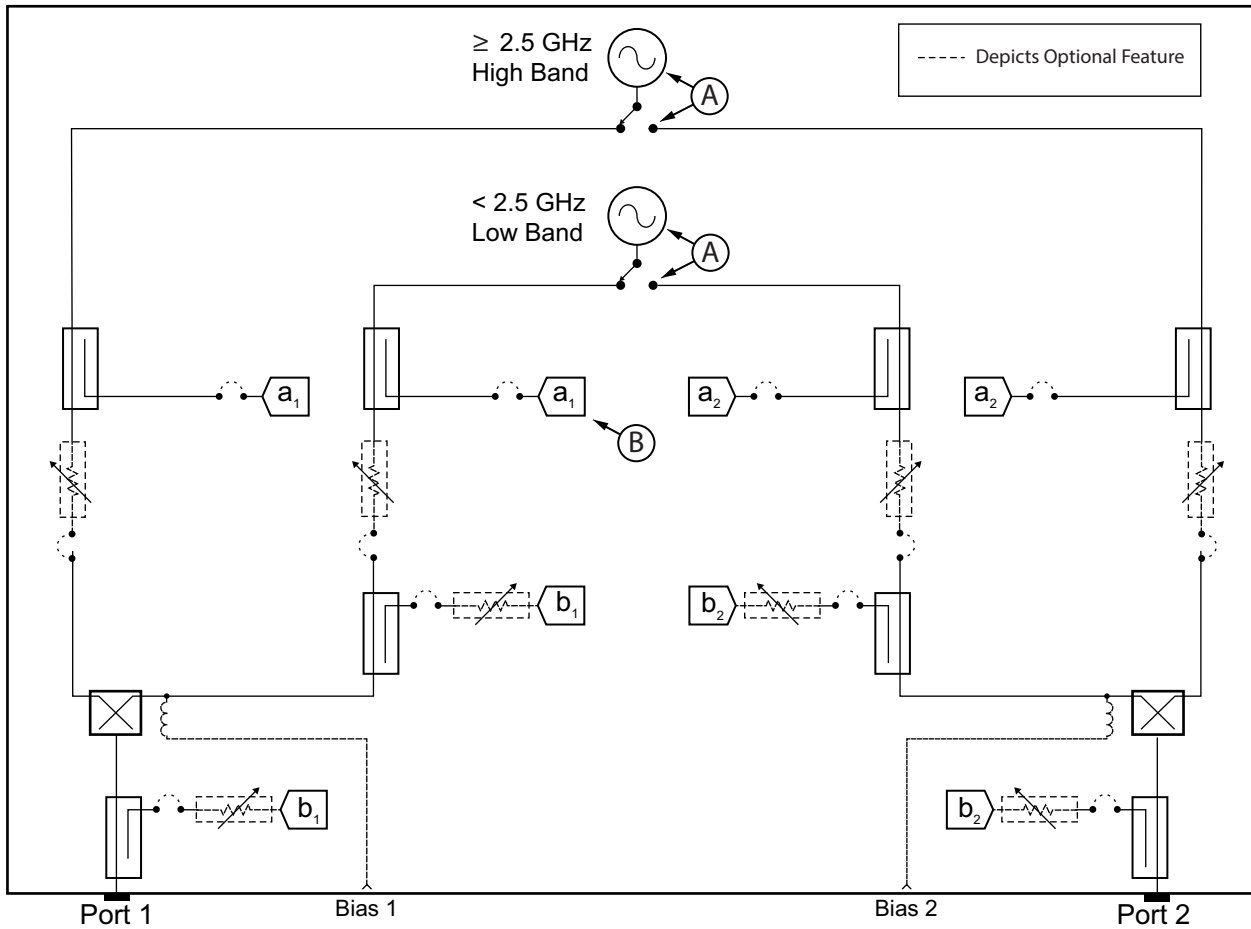 ≥ 2.5 GHz
High Band
A
Depicts Optional Feature
< 2.5 GHz
Low Band
A
a₁
a₁
a₂
a₂
B
b₁
b₂
b₁
b₂
Port 1
Bias 1
Bias 2
Port 2